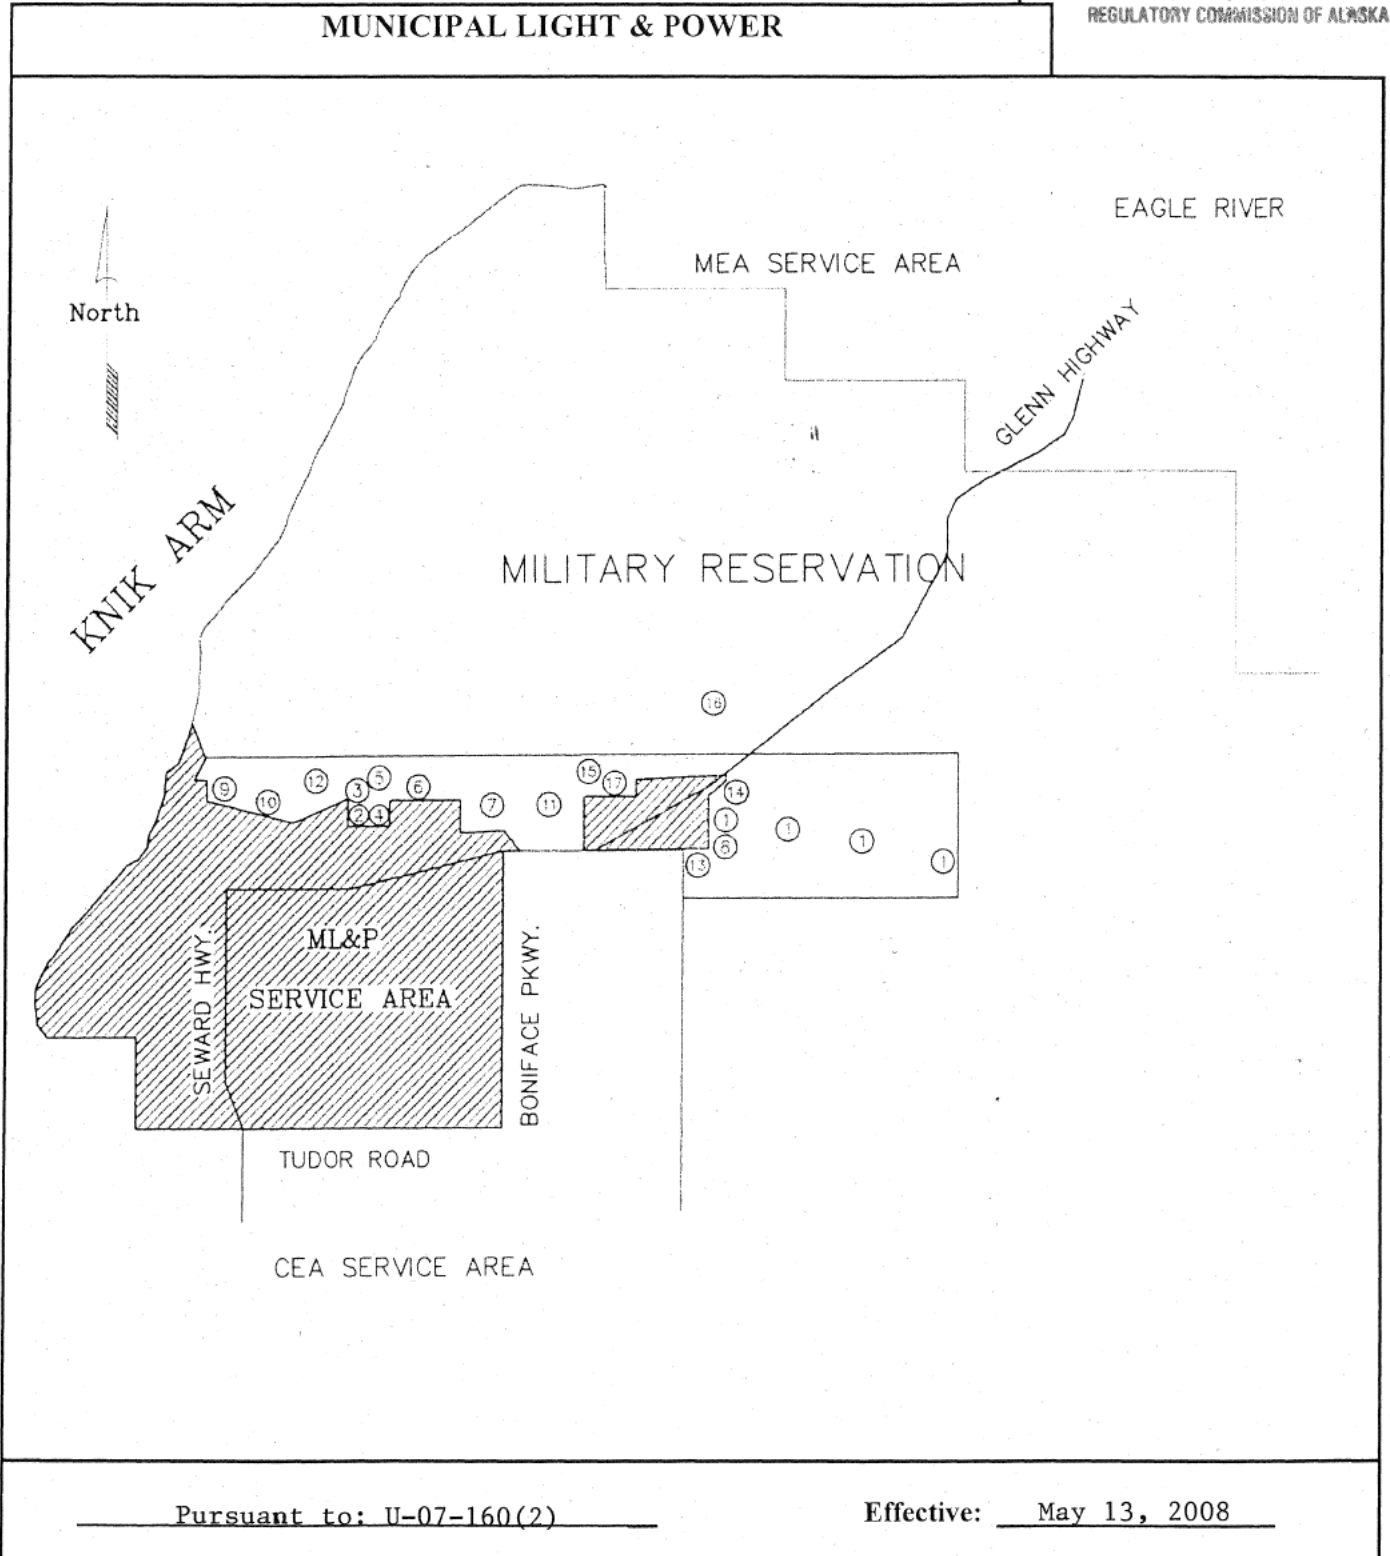 MUNICIPAL LIGHT & POWER
REGULATORY COMMISSION OF ALASKA
EAGLE RIVER
MEA SERVICE AREA
North
GLENN HIGHWAY
KNIK ARM
MILITARY RESERVATION
16
9
10
12
3
5
2
4
6
7
11
15
17
14
1
8
13
1
1
1
ML&P
SERVICE AREA
SEWARD HWY.
BONIFACE PKWY.
TUDOR ROAD
CEA SERVICE AREA
Pursuant to: U-07-160(2)
Effective: May 13, 2008